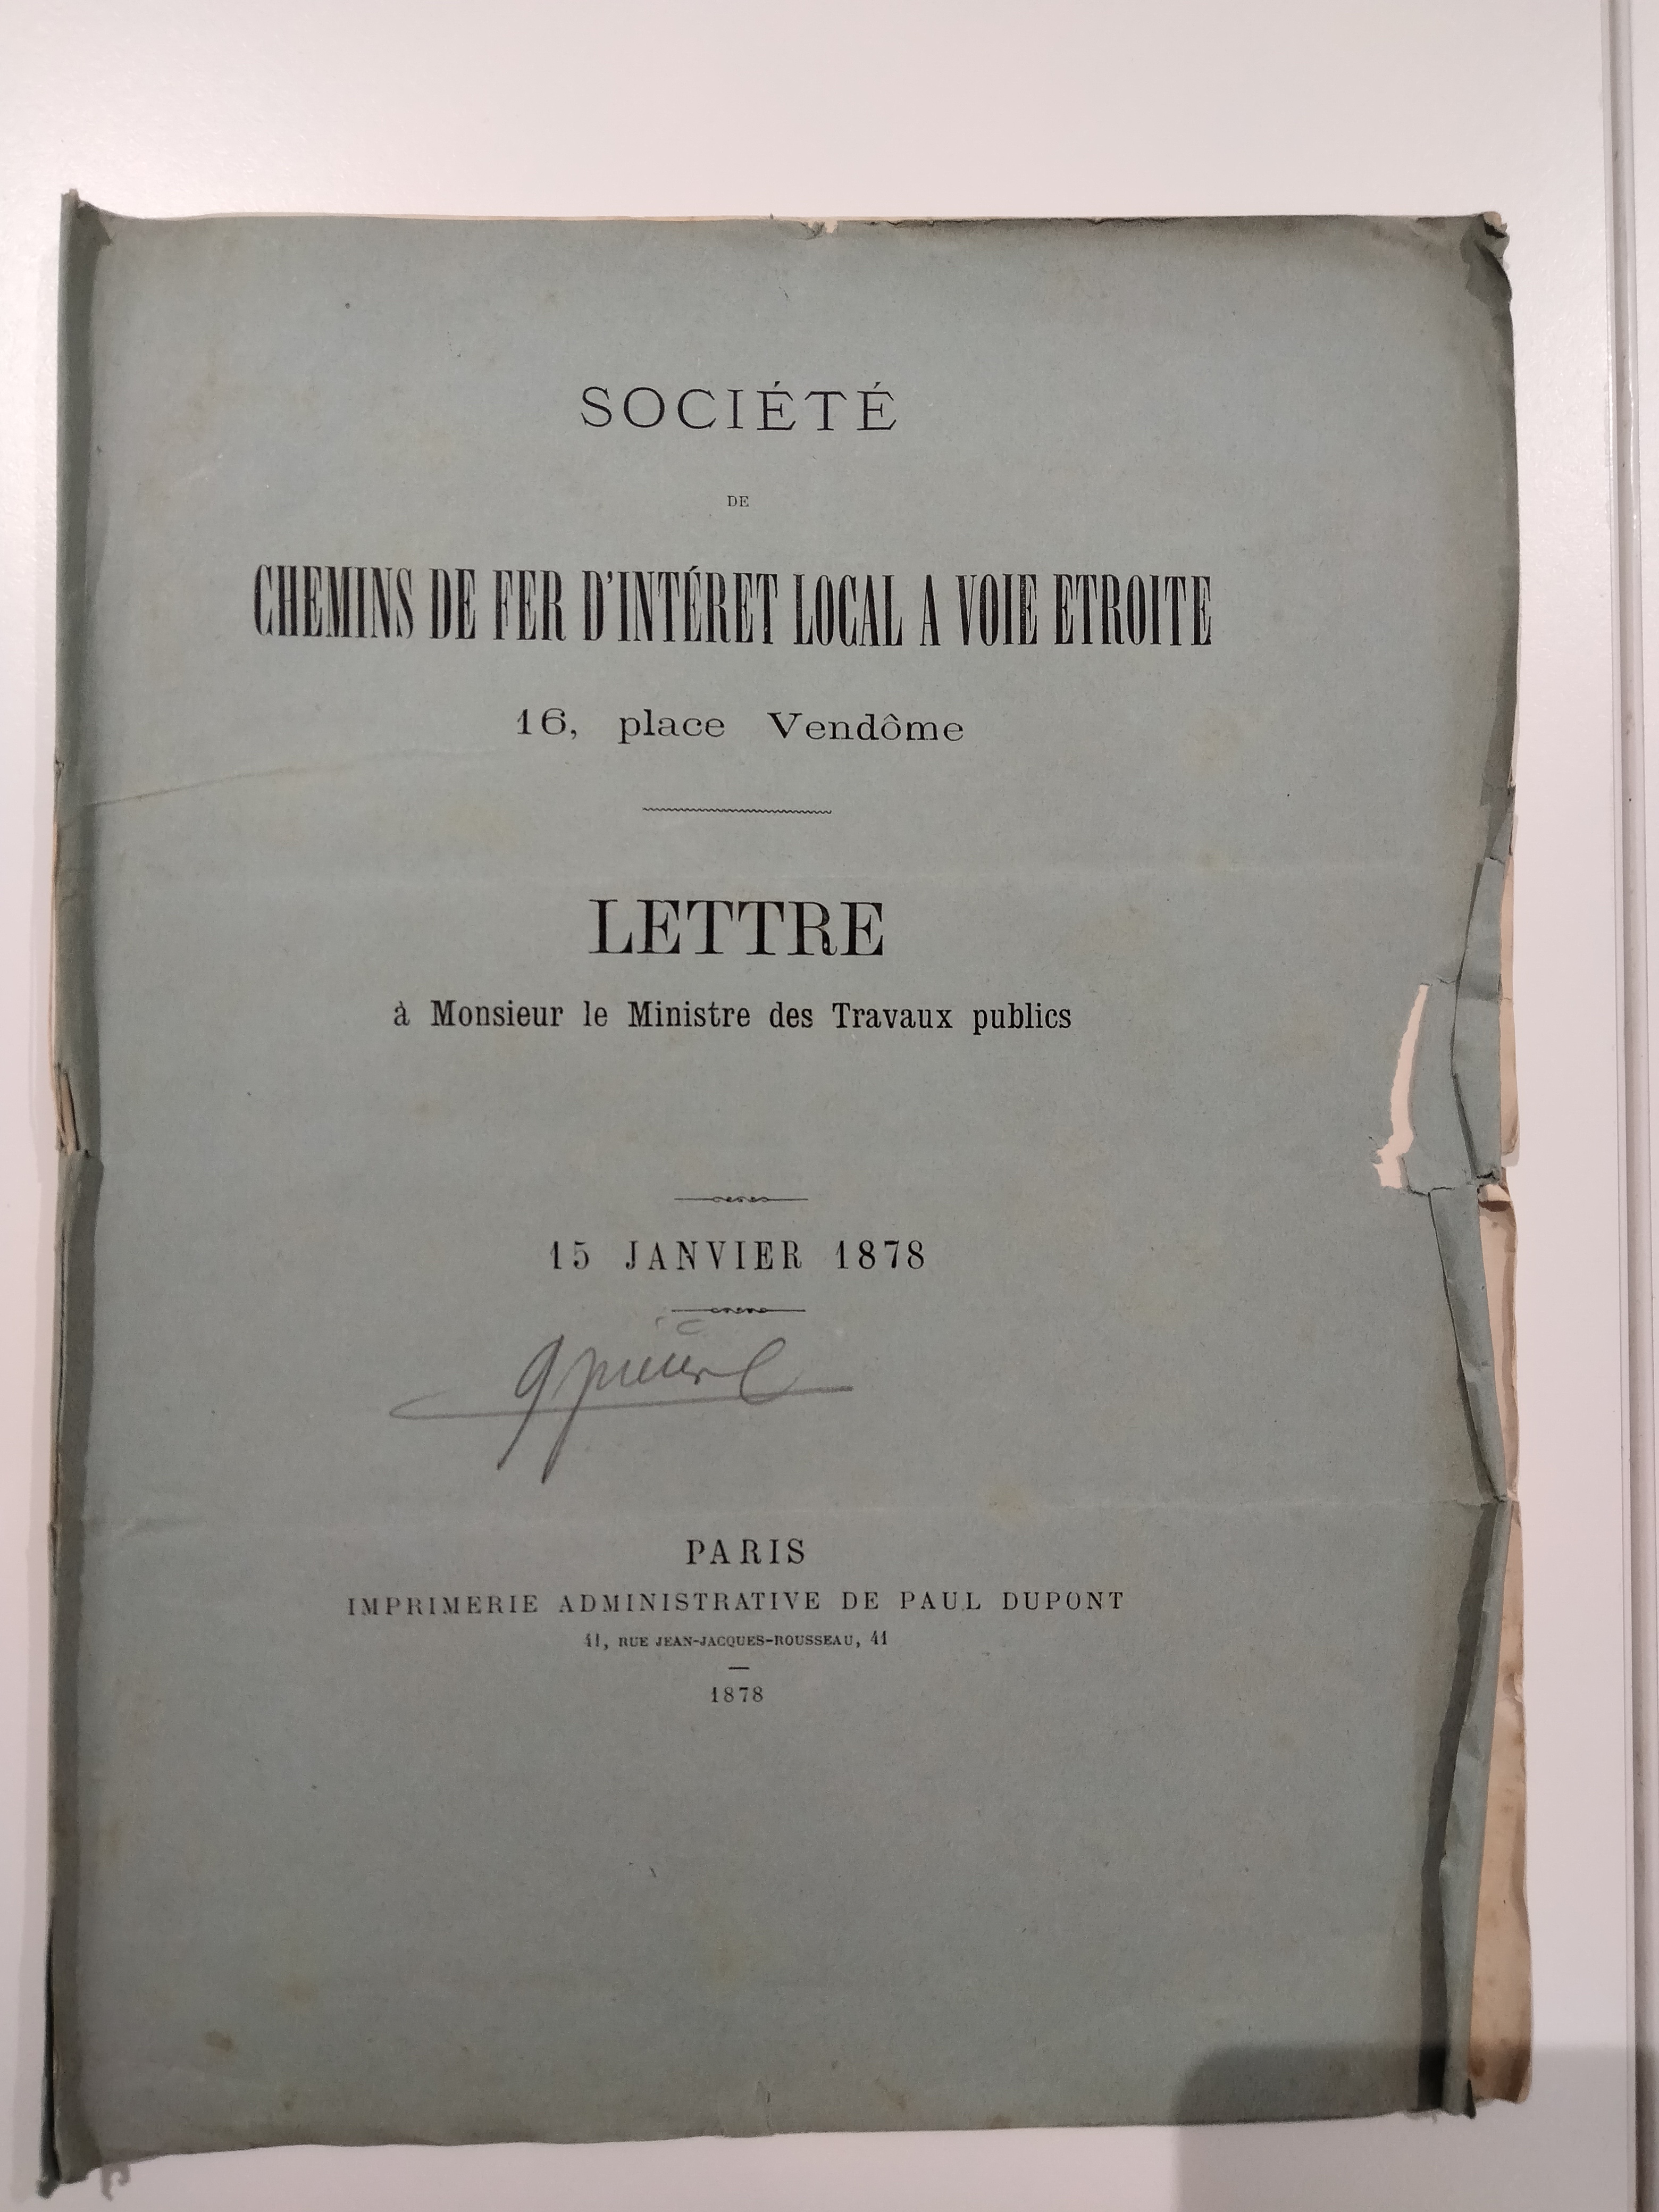 SOCIÉTÉ
DE
CHEMINS DE FER D'INTÉRET LOCAL A VOIE ETROITE
16, place Vendôme
LETTRE
à Monsieur le Ministre des Travaux publics
15 JANVIER 1878
PARIS
IMPRIMERIE ADMINISTRATIVE DE PAUL DUPONT
41, RUE JEAN-JACQUES-ROUSSEAU, 41
1878